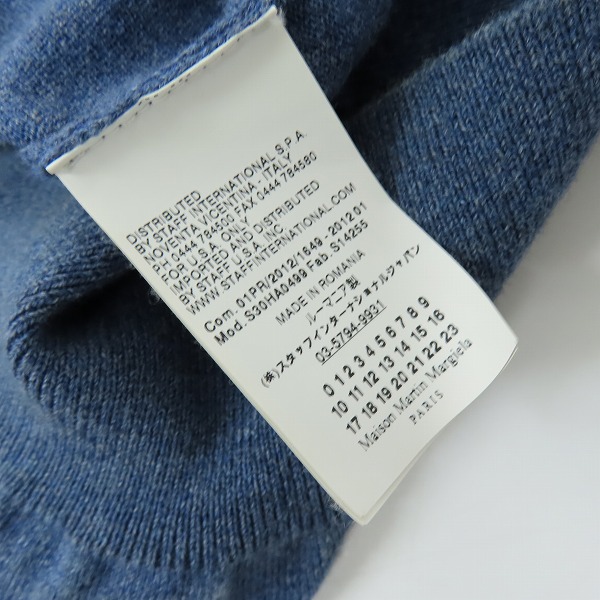 DISTRIBUTED
BY STAFF INTERNATIONAL S.P.A.
NOVENTA VICENTINA, ITALY
PH 0444 784500 FAX 0444 784580
FOR U.S.A. ONLY
IMPORTED AND DISTRIBUTED
BY STAFF U.S.A. INC
WWW.STAFFINTERNATIONAL.COM
Com. 01PR/2012/1649 - 2012 01
Mod. S30HA0499 Fab. S14255
MADE IN ROMANIA
ルーマニア製
(株)スタッフインターナショナルジャパン
03-5794-9931
0 1 2 3 4 5 6 7 8 9
10 11 12 13 14 15 16
17 18 19 20 21 22 23
Maison Martin Margiela
PARIS